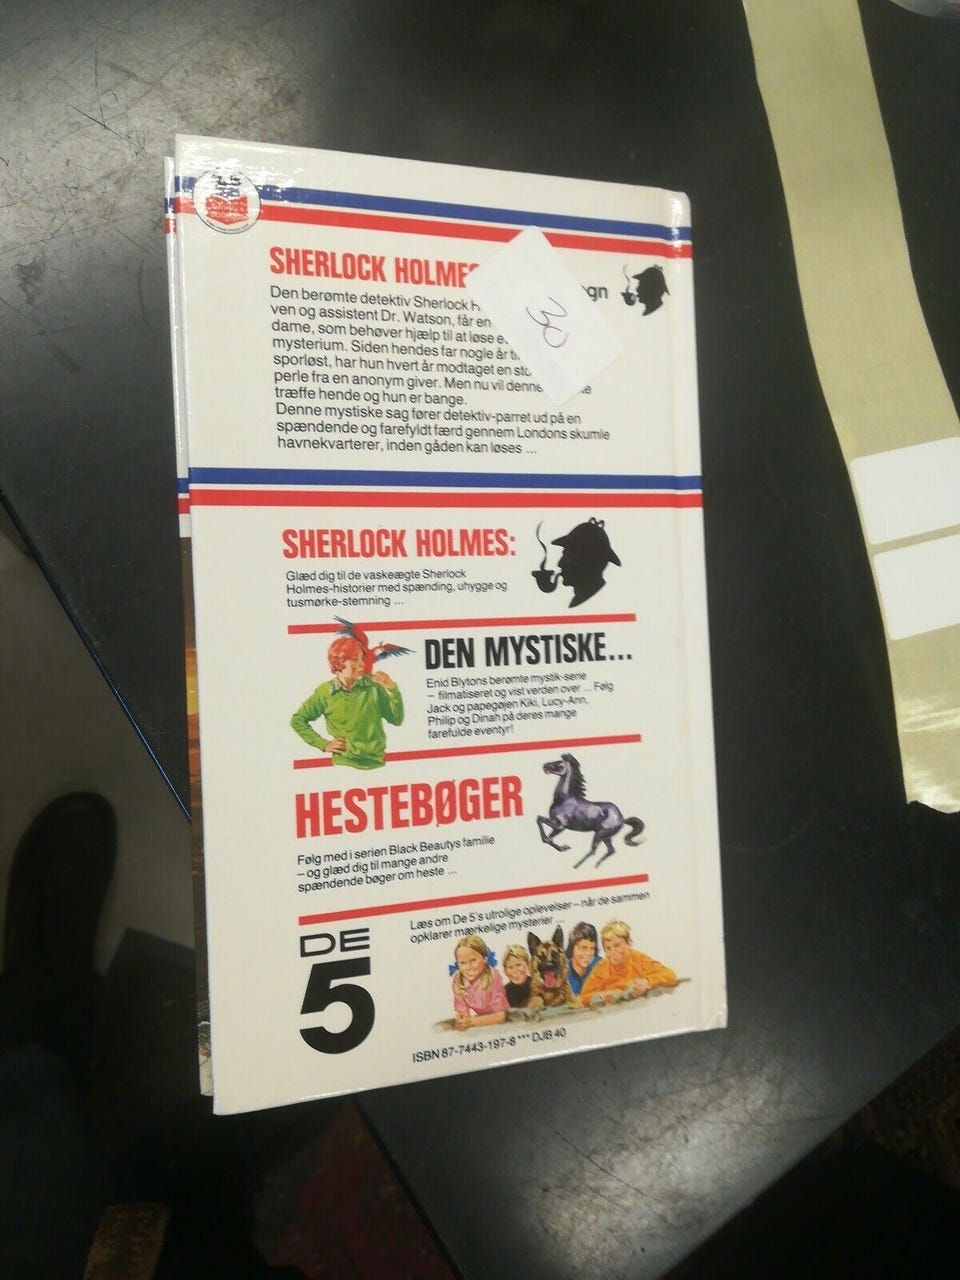 SHERLOCK HOLMES
30
Den berømte detektiv Sherlock
ven og assistent Dr. Watson, får en
dame, som behøver hjælp til at løse
mysterium. Siden hendes far nogle år
sporløst, har hun hvert år modtaget en
perle fra en anonym giver. Men nu vil denne
træffe hende og hun er bange.
Denne mystiske sag fører detektiv-parret ud på en
spændende og farefyldt færd gennem Londons skumle
havnekvarterer, inden gåden kan løses ...
SHERLOCK HOLMES:
Glæd dig til de vaskeægte Sherlock
Holmes-historier med spænding, uhygge og
tusmørke-stemning ...
DEN MYSTISKE...
Enid Blytons berømte mystik-serie
– filmatiseret og vist verden over ... Følg
Jack og papegøjen Kiki, Lucy-Ann,
Philip og Dinah på deres mange
farefulde eventyr!
HESTEBØGER
Følg med i serien Black Beautys familie
– og glæd dig til mange andre
spændende bøger om heste ...
DE
5
Læs om De 5's utrolige oplevelser – når de sammen
opklarer mærkelige mysterier ...
ISBN 87-7443-197-8 *** DJB 40